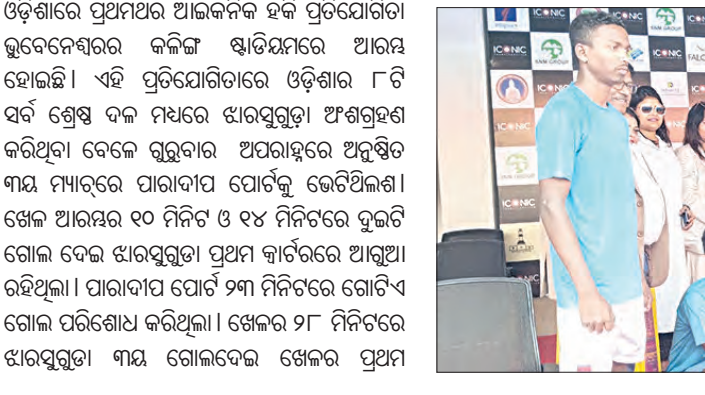 ଓଡ଼ିଶାରେ ପ୍ରଥମଥର ଆଇକନିକ ହକି ପ୍ରତିଯୋଗିତା
ଭୁବେନେଶ୍ୱରର କଳିଙ୍ଗ ଷ୍ଟାଡିୟମରେ ଆରମ୍ଭ
ହୋଇଛି। ଏହି ପ୍ରତିଯୋଗିତାରେ ଓଡ଼ିଶାର ୮ଟି
ସର୍ବ ଶ୍ରେଷ୍ଠ ଦଳ ମଧ୍ୟରେ ଝାରସୁଗୁଡ଼ା ଅଂଶଗ୍ରହଣ
କରିଥିବା ବେଳେ ଗୁରୁବାର ଅପରାହ୍ନରେ ଅନୁଷ୍ଠିତ
୩ୟ ମ୍ୟାଚ୍‌ରେ ପାରାଦୀପ ପୋର୍ଟକୁ ଭେଟିଥିଲଶ।
ଖେଳ ଆରମ୍ଭର ୧୦ ମିନିଟ ଓ ୧୪ ମିନିଟରେ ଦୁଇଟି
ଗୋଲ ଦେଇ ଝାରସୁଗୁଡା ପ୍ରଥମ କ୍ୱାର୍ଟରରେ ଆଗୁଆ
ରହିଥିଲା। ପାରାଦୀପ ପୋର୍ଟ ୨୩ ମିନିଟରେ ଗୋଟିଏ
ଗୋଲ ପରିଶୋଧ କରିଥିଲା। ଖେଳର ୨୮ ମିନିଟରେ
ଝାରସୁଗୁଡା ୩ୟ ଗୋଲଦେଇ ଖେଳର ପ୍ରଥମ
ICONIC
ICONIC
ICONIC
ICONIC
ICONIC